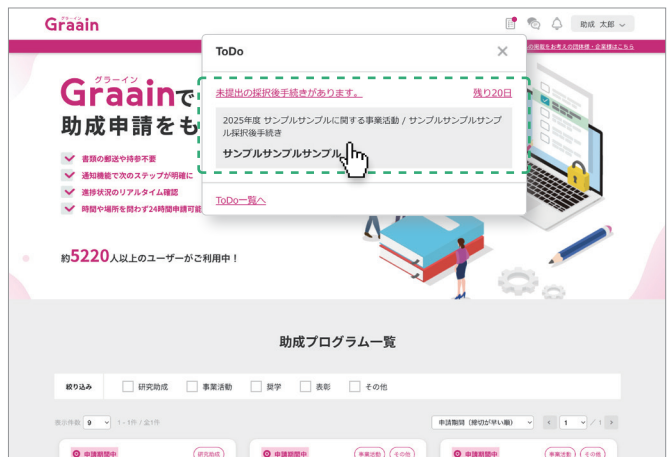 グラーイン
Graain
助成 太郎
の掲載をお考えの団体様・企業様はこちら
ToDo
未提出の採択後手続きがあります。 残り20日
2025年度 サンプルサンプルに関する事業活動 / サンプルサンプルサンプ
ル採択後手続き
サンプルサンプルサンプル
ToDo一覧へ
グラーイン
Graainで
助成申請をも
書類の郵送や持参不要
通知機能で次のステップが明確に
進捗状況のリアルタイム確認
時間や場所を問わず24時間申請可能
約5220人以上のユーザーがご利用中！
助成プログラム一覧
絞り込み 研究助成 事業活動 奨学 表彰 その他
表示件数 9 1 - 1件 / 全1件 申請期間（締切が早い順） 1 / 1
申請期間中 研究助成 申請期間中 事業活動 その他 申請期間中 事業活動 その他